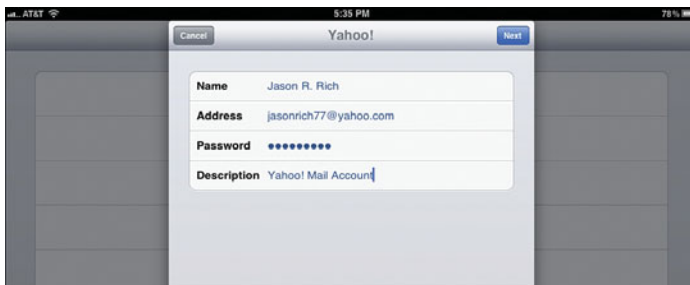 AT&T 5:35 PM 78%
Cancel Yahoo! Next
Name Jason R. Rich
Address jasonrich77@yahoo.com
Password •••••••••
Description Yahoo! Mail Account